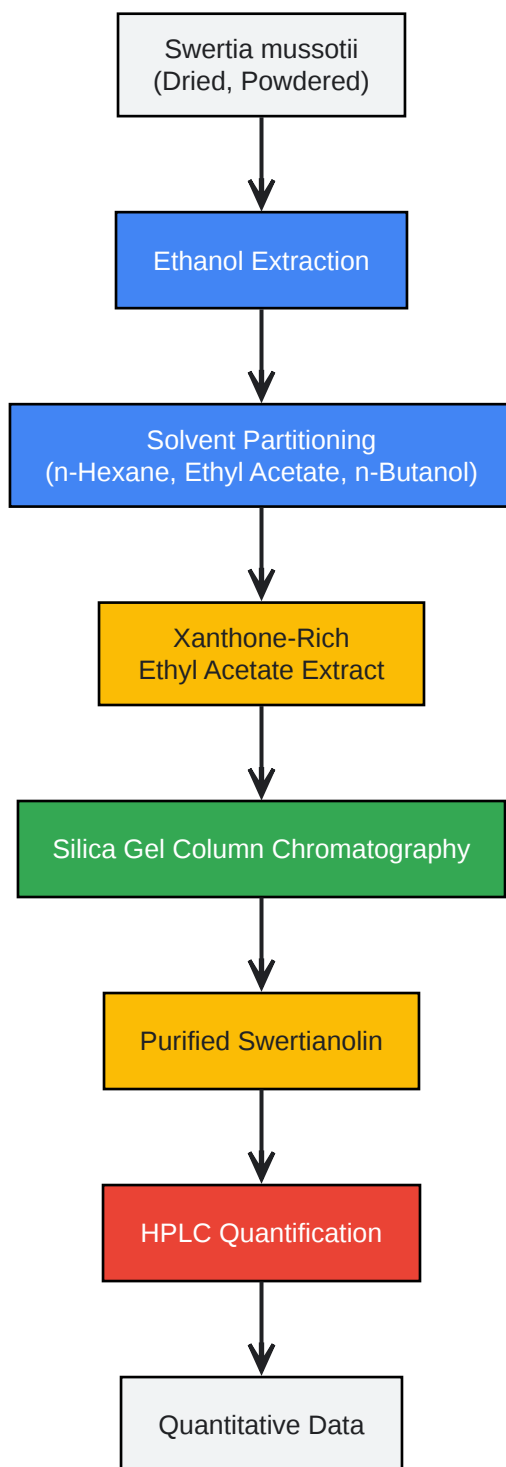 Swertia mussotii
(Dried, Powdered)
Ethanol Extraction
Solvent Partitioning
(n-Hexane, Ethyl Acetate, n-Butanol)
Xanthone-Rich
Ethyl Acetate Extract
Silica Gel Column Chromatography
Purified Swertianolin
HPLC Quantification
Quantitative Data